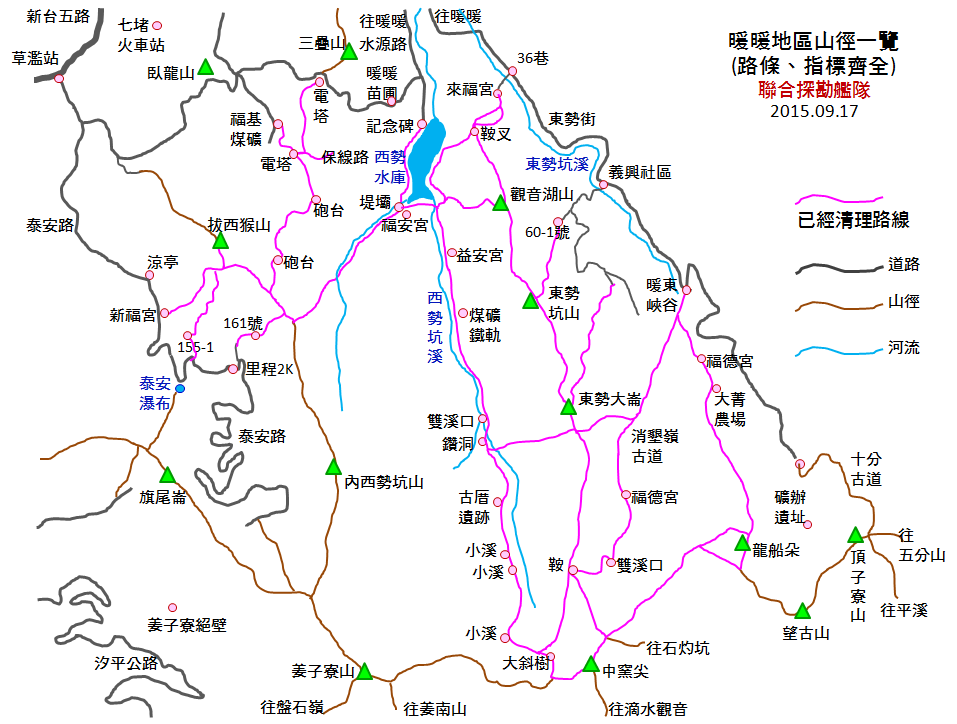 新台五路
七堵
火車站
草濫站
臥龍山
三疊山
往暖暖
水源路
往暖暖
暖暖
苗圃
電
塔
36巷
來福宮
東勢街
福基
煤礦
電塔
保線路
記念碑
西勢
水庫
鞍叉
東勢坑溪
義興社區
觀音湖山
堤壩
福安宮
砲台
泰安路
拔西猴山
涼亭
砲台
60-1號
益安宮
暖東
峽谷
東勢
坑山
西
勢
坑
溪
煤礦
鐵軌
新福宮
161號
155-1
里程2K
泰安
瀑布
泰安路
福德宮
大菁
農場
東勢大崙
雙溪口
鑽洞
消墾嶺
古道
十分
古道
旗尾崙
內西勢坑山
古厝
遺跡
福德宮
礦辦
遺址
小溪
小溪
鞍
雙溪口
龍船朵
往
五分山
頂
子
寮
山
往平溪
姜子寮絕壁
小溪
望古山
汐平公路
姜子寮山
大斜樹
往石灼坑
中窯尖
往盤石嶺
往姜南山
往滴水觀音
暖暖地區山徑一覽
(路條、指標齊全)
聯合探勘艦隊
2015.09.17
已經清理路線
道路
山徑
河流